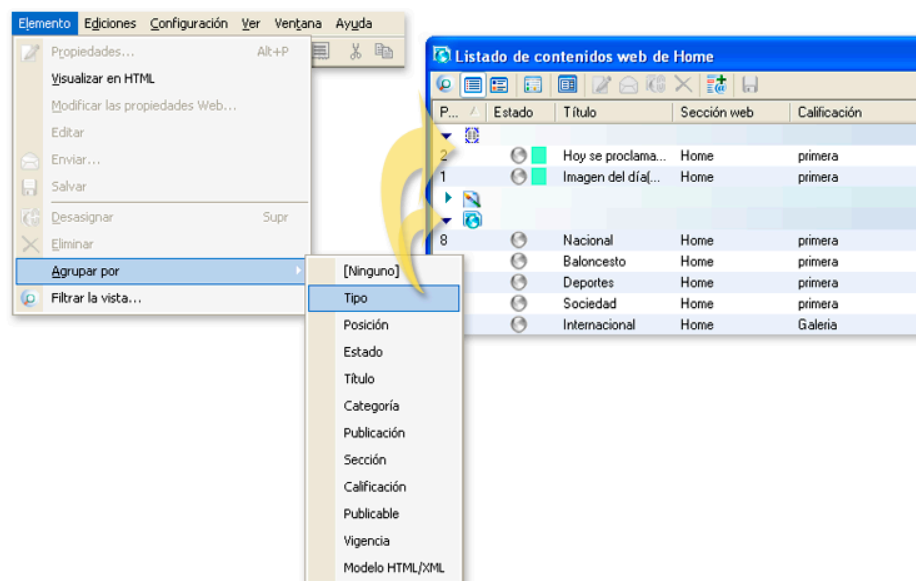 Elemento Ediciones Configuración Ver Ventana Ayuda
Propiedades... Alt+P
Visualizar en HTML
Modificar las propiedades Web...
Editar
Enviar...
Salvar
Desasignar Supr
Eliminar
Agrupar por
Filtrar la vista...
[Ninguno]
Tipo
Posición
Estado
Título
Categoría
Publicación
Sección
Calificación
Publicable
Vigencia
Modelo HTML/XML
Listado de contenidos web de Home
P... Estado Título Sección web Calificación
2 Hoy se proclama... Home primera
1 Imagen del día(... Home primera
8 Nacional Home primera
Baloncesto Home primera
Deportes Home primera
Sociedad Home primera
Internacional Home Galeria